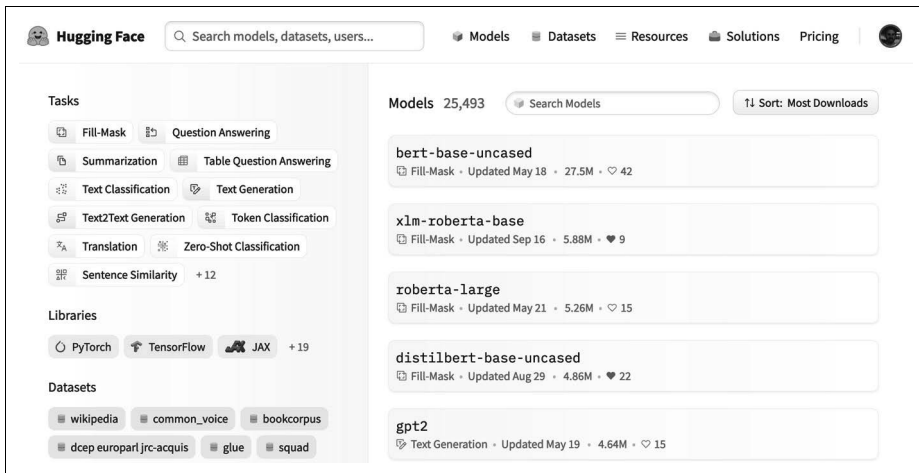 Hugging Face Search models, datasets, users... Models Datasets Resources Solutions Pricing
Tasks
Fill-Mask Question Answering
Summarization Table Question Answering
Text Classification Text Generation
Text2Text Generation Token Classification
Translation Zero-Shot Classification
Sentence Similarity +12
Libraries
PyTorch TensorFlow JAX +19
Datasets
wikipedia common_voice bookcorpus
dcep europarl jrc-acquis glue squad
Models 25,493 Search Models ↑↓ Sort: Most Downloads
bert-base-uncased
Fill-Mask • Updated May 18 • 27.5M • ♡ 42
xlm-roberta-base
Fill-Mask • Updated Sep 16 • 5.88M • ♥ 9
roberta-large
Fill-Mask • Updated May 21 • 5.26M • ♡ 15
distilbert-base-uncased
Fill-Mask • Updated Aug 29 • 4.86M • ♥ 22
gpt2
Text Generation • Updated May 19 • 4.64M • ♡ 15